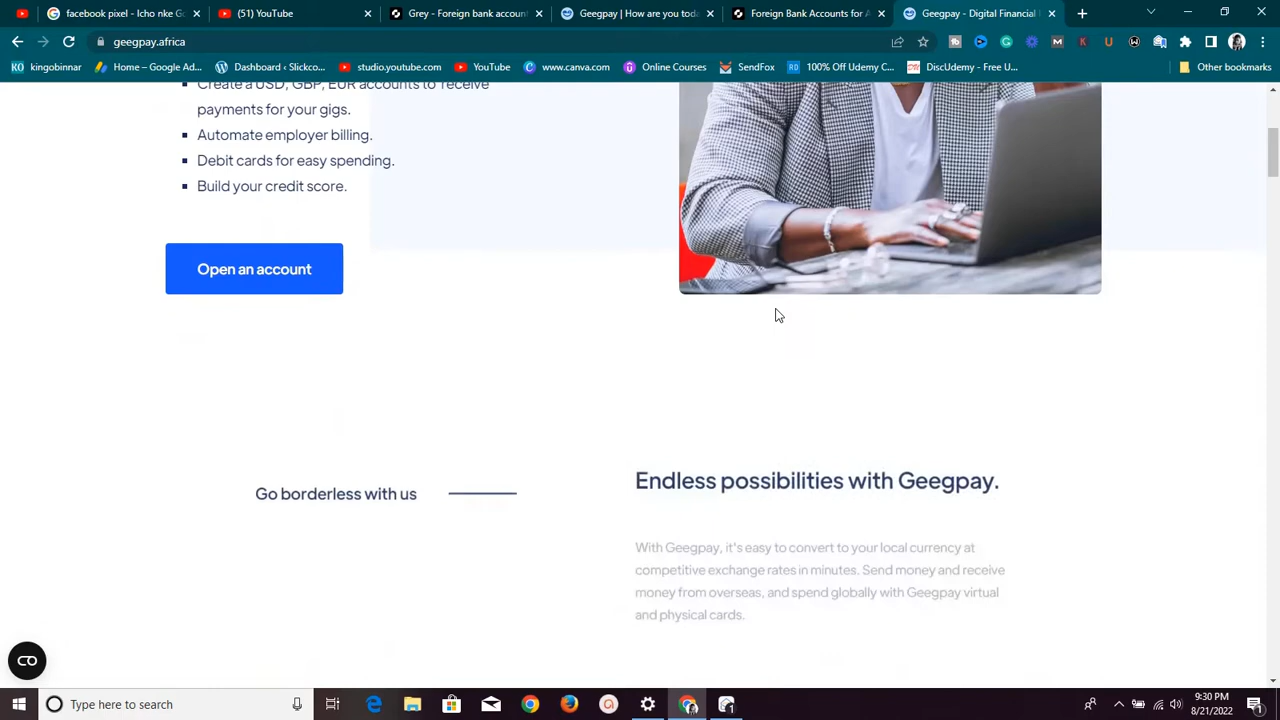 facebook pixel - Icho nke Go
(51) YouTube
Grey - Foreign bank account
Geegpay | How are you toda
Foreign Bank Accounts for A
Geegpay - Digital Financial
geegpay.africa
kingobinnar
Home – Google Ad...
Dashboard ‹ Slickco...
studio.youtube.com
YouTube
www.canva.com
Online Courses
SendFox
100% Off Udemy C...
DiscUdemy - Free U...
Other bookmarks
Create a USD, GBP, EUR accounts to receive
payments for your gigs.
Automate employer billing.
Debit cards for easy spending.
Build your credit score.
Open an account
Go borderless with us
Endless possibilities with Geegpay.
With Geegpay, it's easy to convert to your local currency at
competitive exchange rates in minutes. Send money and receive
money from overseas, and spend globally with Geegpay virtual
and physical cards.
Type here to search
9:30 PM
8/21/2022